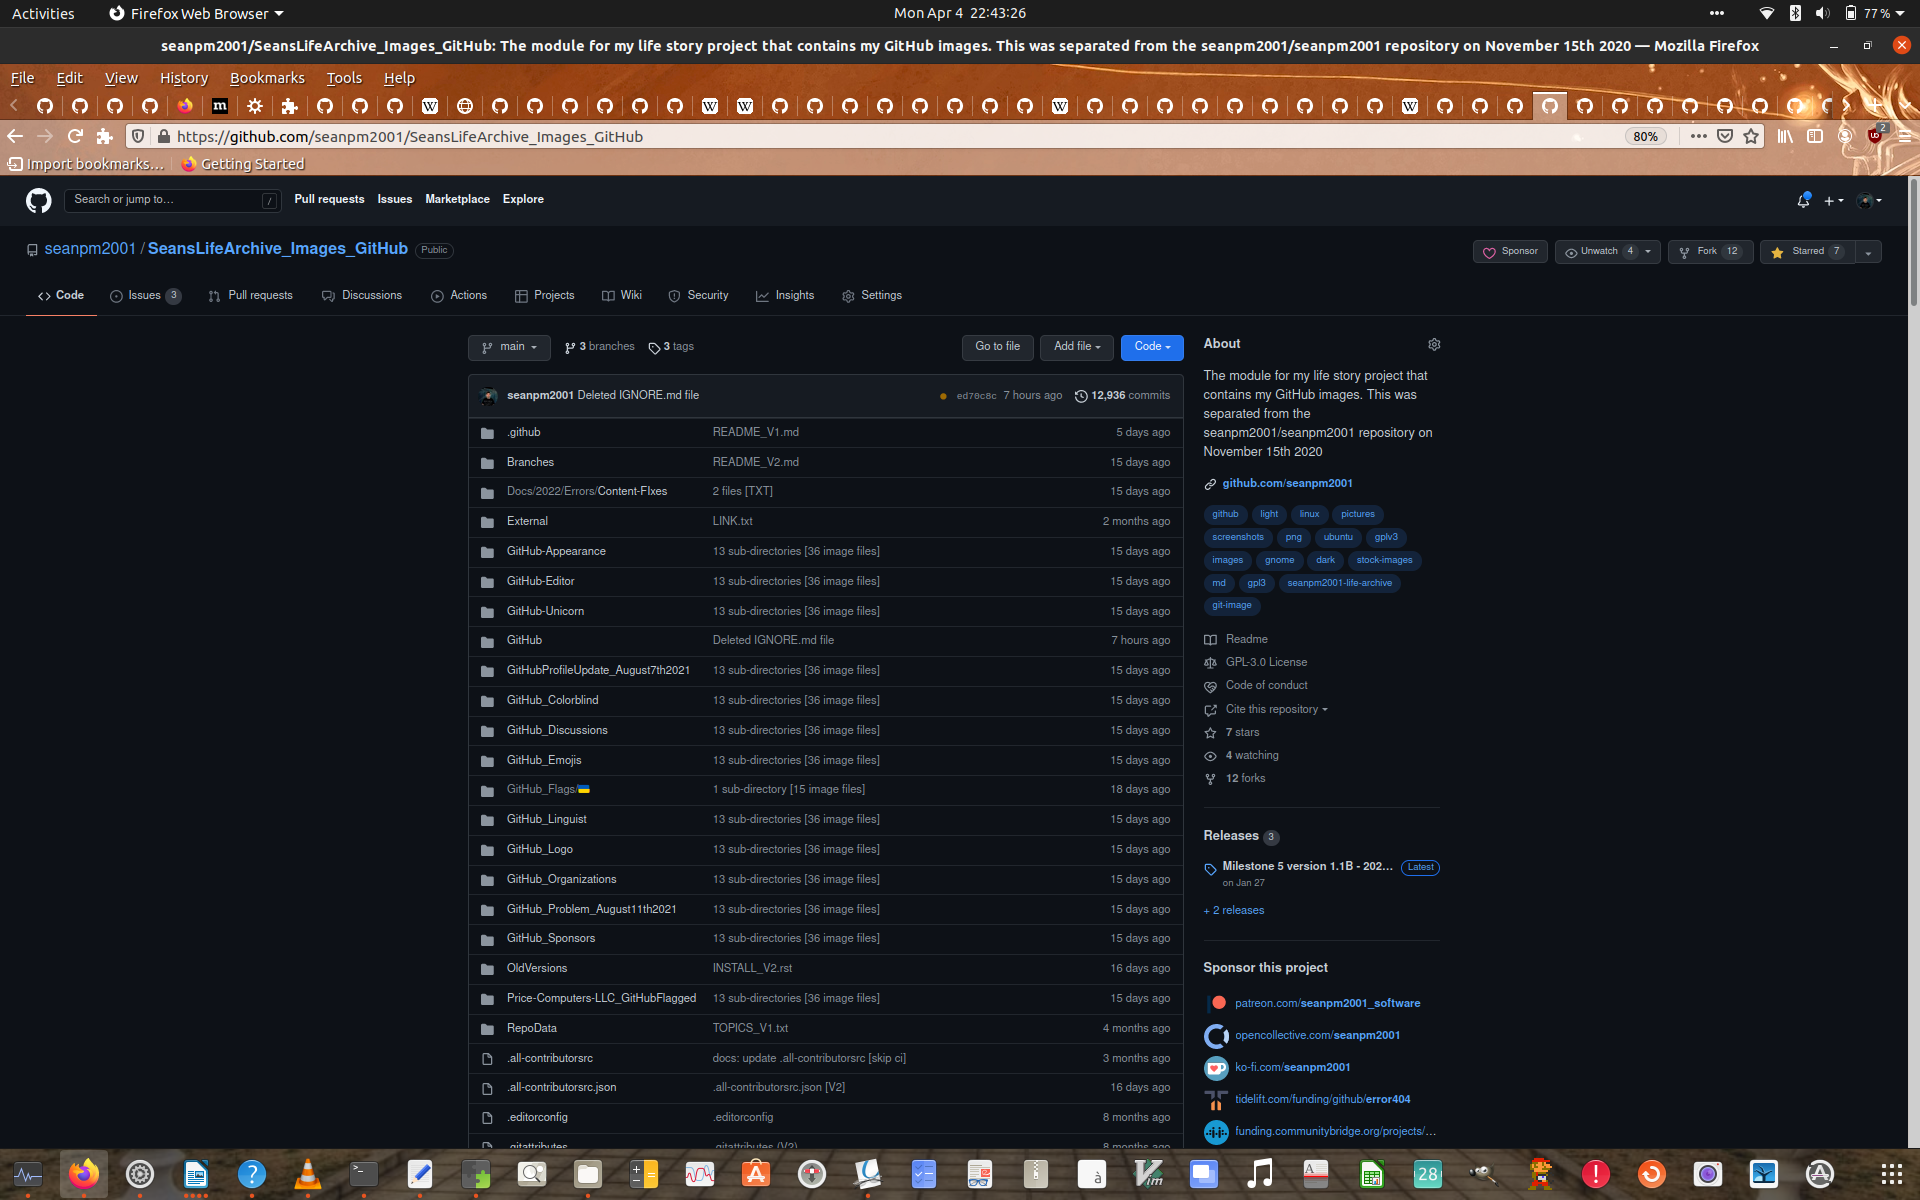 Activities
Firefox Web Browser
Mon Apr 4 22:43:26
77 %
seanpm2001/SeansLifeArchive_Images_GitHub: The module for my life story project that contains my GitHub images. This was separated from the seanpm2001/seanpm2001 repository on November 15th 2020 — Mozilla Firefox
File Edit View History Bookmarks Tools Help
https://github.com/seanpm2001/SeansLifeArchive_Images_GitHub
80%
2
Import bookmarks… Getting Started
Search or jump to… /
Pull requests Issues Marketplace Explore
seanpm2001 / SeansLifeArchive_Images_GitHub Public
Sponsor Unwatch 4 Fork 12 Starred 7
Code Issues 3 Pull requests Discussions Actions Projects Wiki Security Insights Settings
main 3 branches 3 tags
Go to file Add file Code
seanpm2001 Deleted IGNORE.md file ed70c8c 7 hours ago 12,936 commits
.github README_V1.md 5 days ago
Branches README_V2.md 15 days ago
Docs/2022/Errors/Content-FIxes 2 files [TXT] 15 days ago
External LINK.txt 2 months ago
GitHub-Appearance 13 sub-directories [36 image files] 15 days ago
GitHub-Editor 13 sub-directories [36 image files] 15 days ago
GitHub-Unicorn 13 sub-directories [36 image files] 15 days ago
GitHub Deleted IGNORE.md file 7 hours ago
GitHubProfileUpdate_August7th2021 13 sub-directories [36 image files] 15 days ago
GitHub_Colorblind 13 sub-directories [36 image files] 15 days ago
GitHub_Discussions 13 sub-directories [36 image files] 15 days ago
GitHub_Emojis 13 sub-directories [36 image files] 15 days ago
GitHub_Flags/🇺🇦 1 sub-directory [15 image files] 18 days ago
GitHub_Linguist 13 sub-directories [36 image files] 15 days ago
GitHub_Logo 13 sub-directories [36 image files] 15 days ago
GitHub_Organizations 13 sub-directories [36 image files] 15 days ago
GitHub_Problem_August11th2021 13 sub-directories [36 image files] 15 days ago
GitHub_Sponsors 13 sub-directories [36 image files] 15 days ago
OldVersions INSTALL_V2.rst 16 days ago
Price-Computers-LLC_GitHubFlagged 13 sub-directories [36 image files] 15 days ago
RepoData TOPICS_V1.txt 4 months ago
.all-contributorsrc docs: update .all-contributorsrc [skip ci] 3 months ago
.all-contributorsrc.json .all-contributorsrc.json [V2] 16 days ago
.editorconfig .editorconfig 8 months ago
.gitattributes .gitattributes (V2) 8 months ago
About
The module for my life story project that
contains my GitHub images. This was
separated from the
seanpm2001/seanpm2001 repository on
November 15th 2020
github.com/seanpm2001
github light linux pictures
screenshots png ubuntu gplv3
images gnome dark stock-images
md gpl3 seanpm2001-life-archive
git-image
Readme
GPL-3.0 License
Code of conduct
Cite this repository
7 stars
4 watching
12 forks
Releases 3
Milestone 5 version 1.1B - 202… Latest
on Jan 27
+ 2 releases
Sponsor this project
patreon.com/seanpm2001_software
opencollective.com/seanpm2001
ko-fi.com/seanpm2001
tidelift.com/funding/github/error404
funding.communitybridge.org/projects/…
28